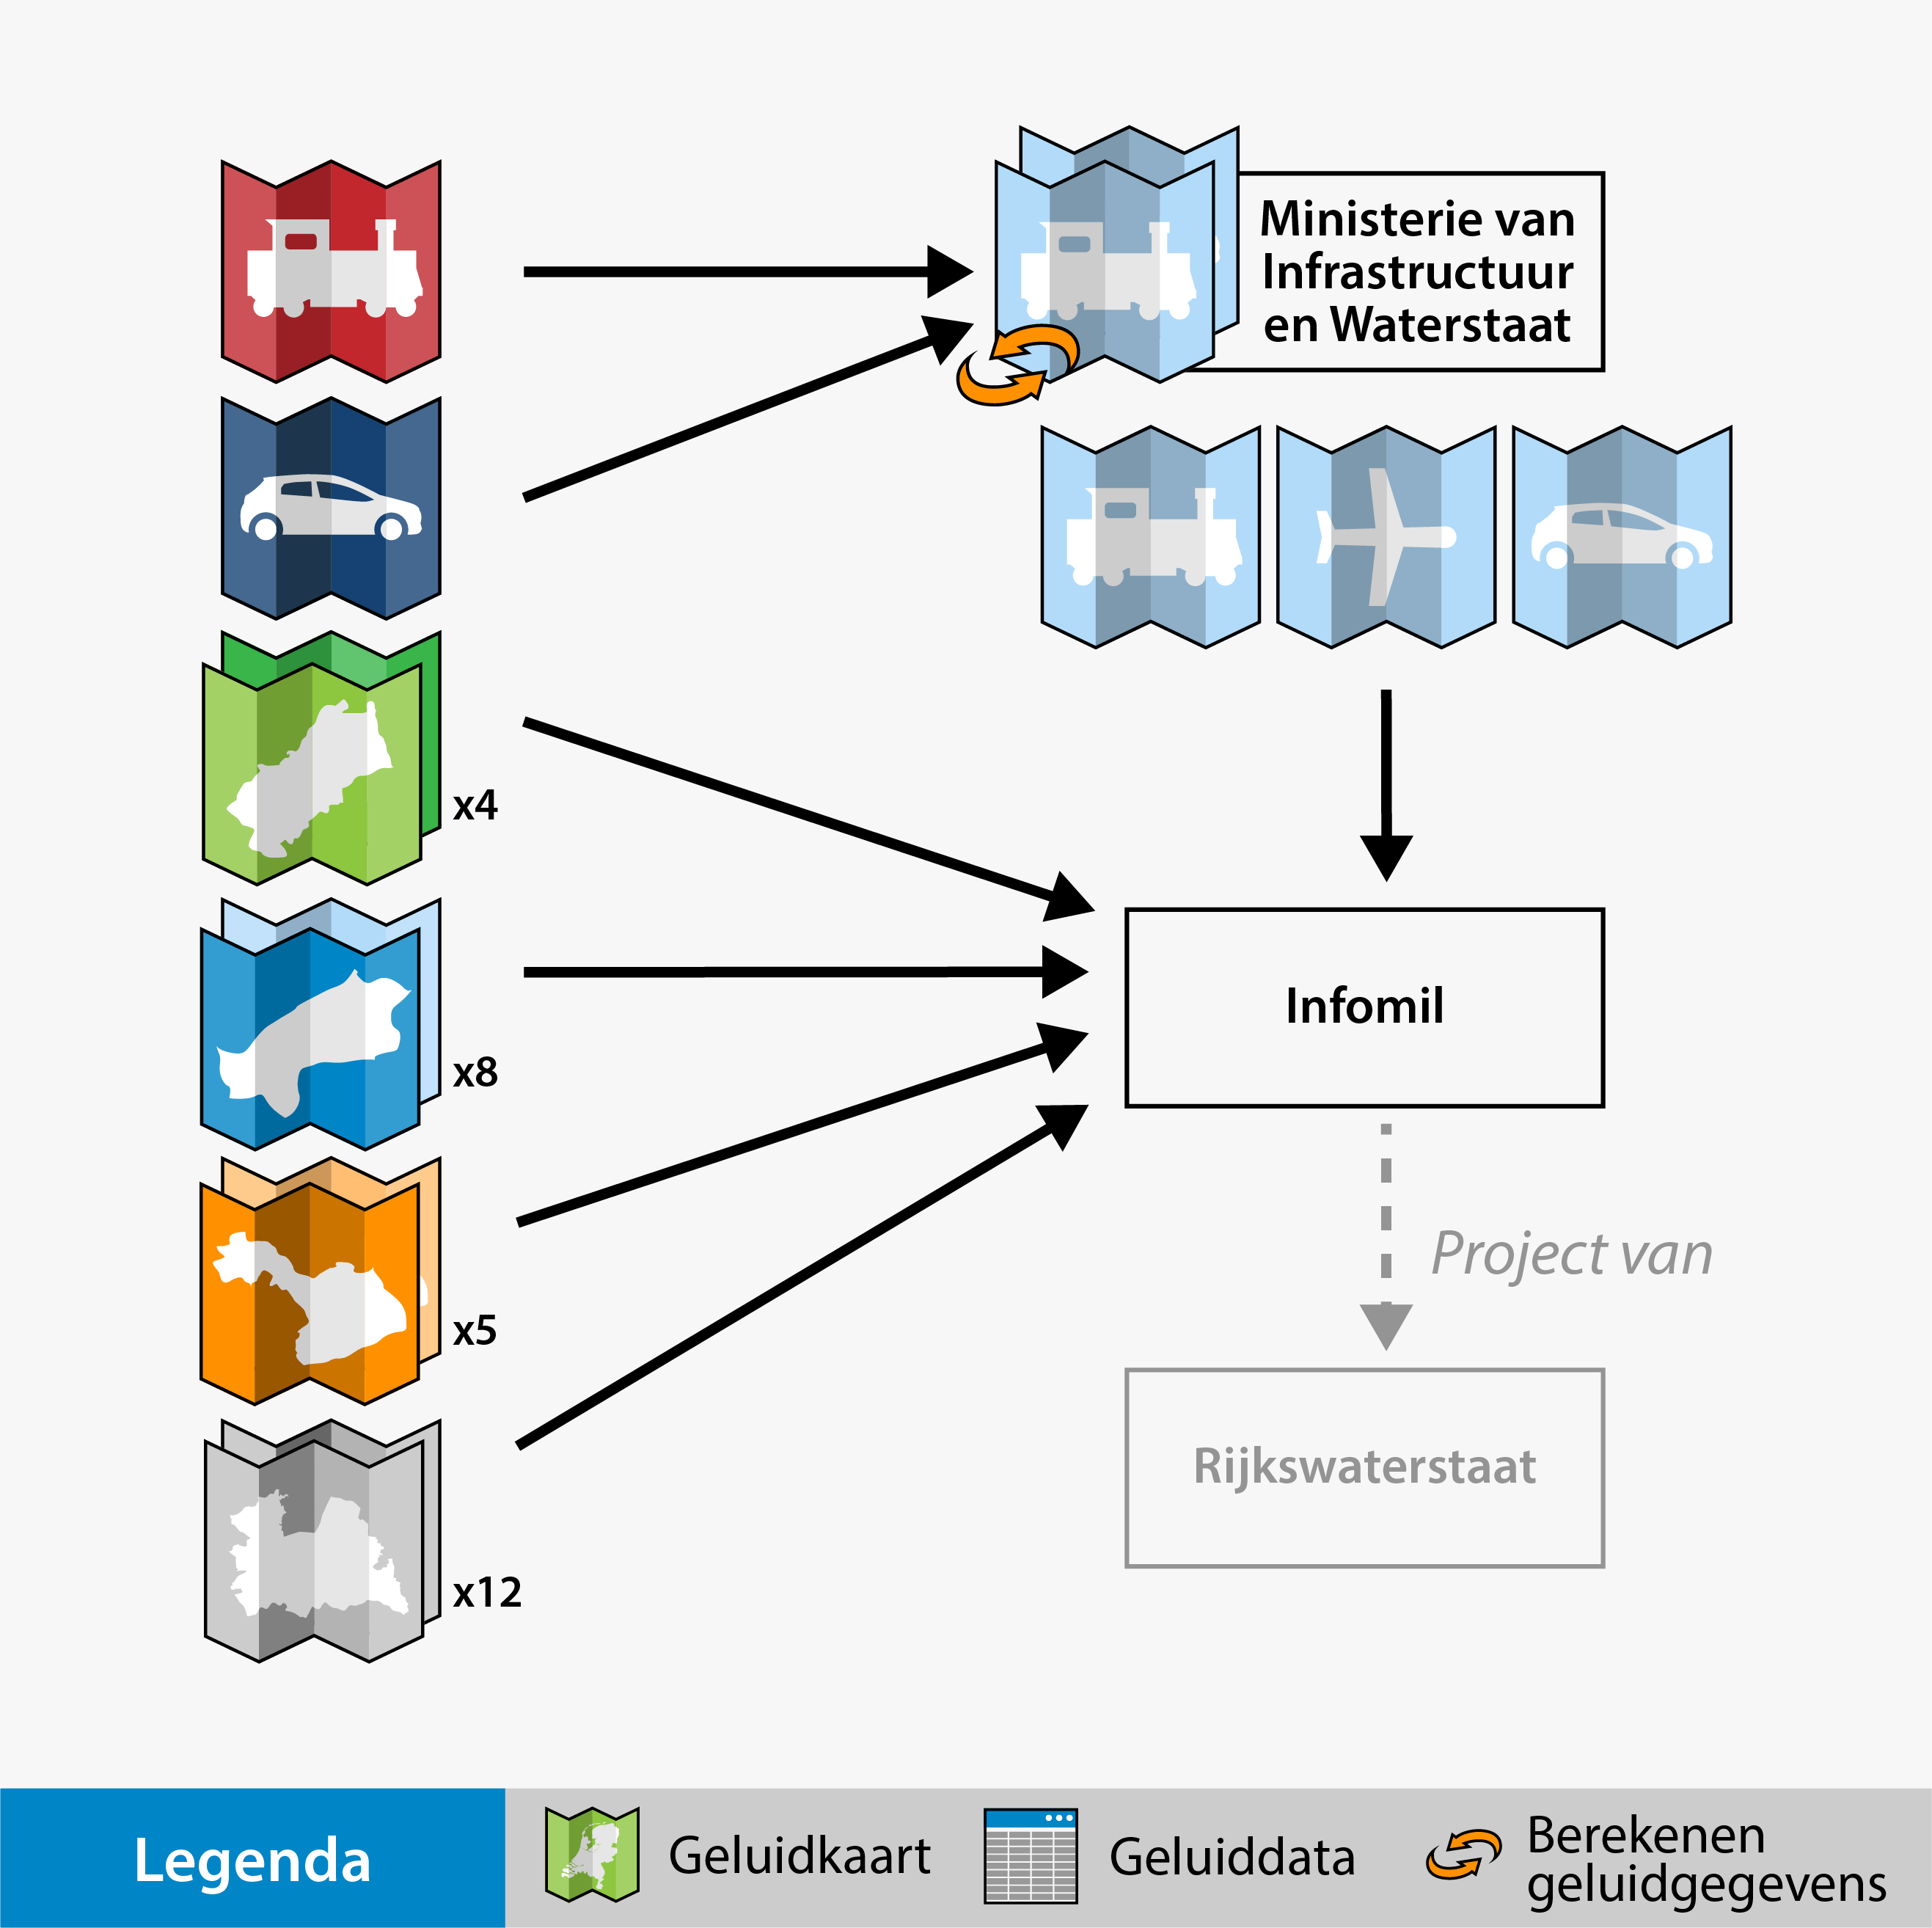 Ministerie van
Infrastructuur
en Waterstaat
x4
x8
Infomil
x5
Project van
Rijkswaterstaat
x12
Legenda
Geluidkaart
Geluiddata
Berekenen
geluidgegevens